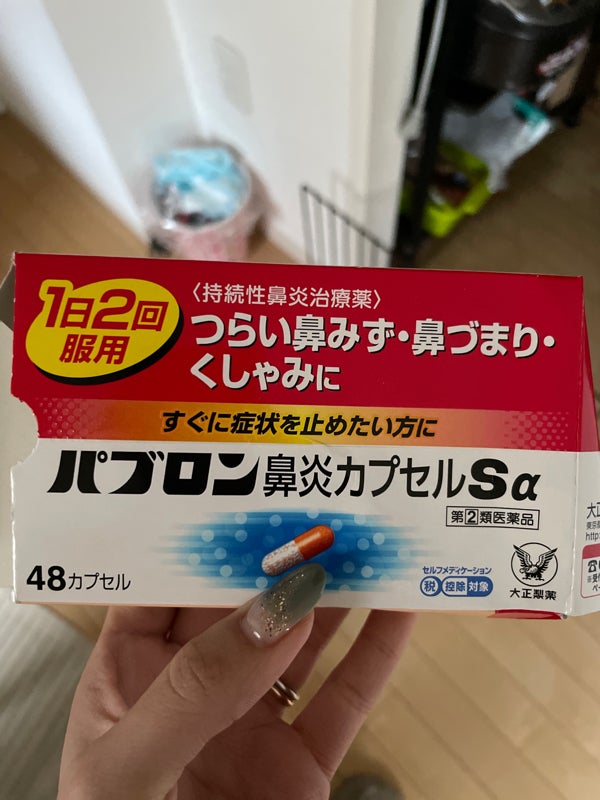 1日2回
服用
〈持続性鼻炎治療薬〉
つらい鼻みず・鼻づまり・
くしゃみに
すぐに症状を止めたい方に
パブロン鼻炎カプセルSα
第②類医薬品
48カプセル
セルフメディケーション
税 控除 対象
大正製薬